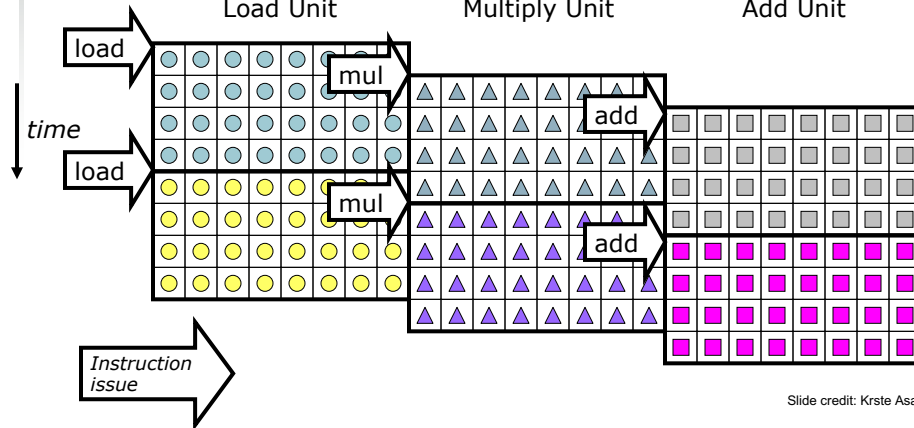 Load Unit
Multiply Unit
Add Unit
load
mul
add
time
load
mul
add
Instruction
issue
Slide credit: Krste Asa